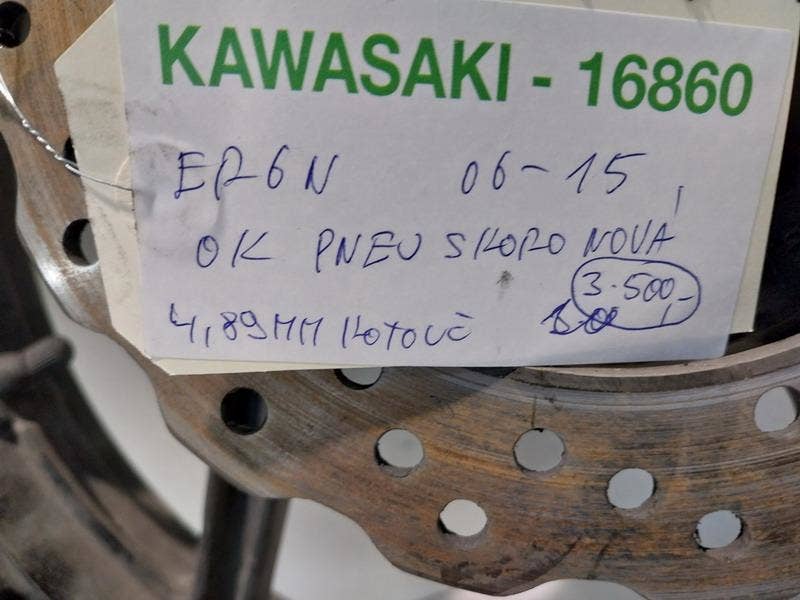 KAWASAKI - 16860
ER6N 06-15
OK PNEU SKORO NOVÁ
3.500,-
4,89MM KOTOUČ